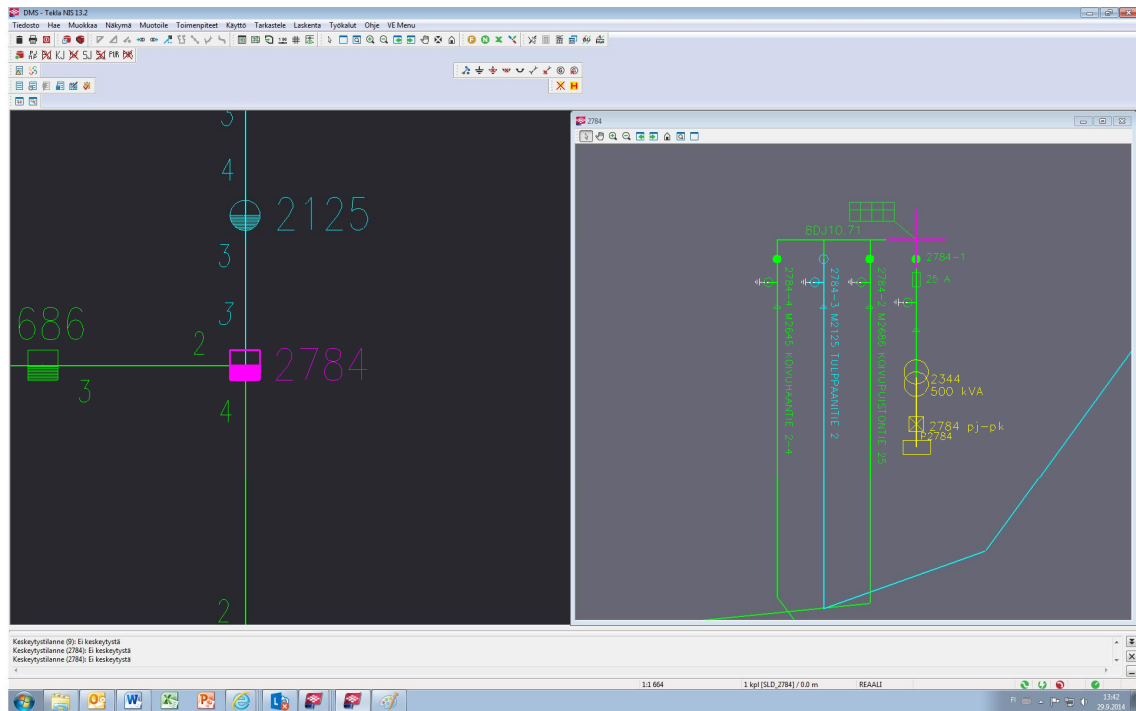 DMS - Tekla NIS 13.2
Tiedosto Hae Muokkaa Näkymä Muotoile Toimenpiteet Käyttö Tarkastele Laskenta Työkalut Ohje VE Menu
KJ SJ PJR
2784
3
4
2125
3
3
686
2
2784
3
4
2
8DJ10.71
2784-1
25 A
2784-4 M2645 KOIVUHAANTIE 2-4
2784-3 M2125 TULPPAANITIE 2
2784-2 M2686 KOIVUPUISTONTIE 25
2344
500 kVA
2784 pj-pk
P2784
Keskeytystilanne (9): Ei keskeytystä
Keskeytystilanne (2784): Ei keskeytystä
Keskeytystilanne (2784): Ei keskeytystä
1:1 664
1 kpl [SLD_2784] / 0.0 m
REAALI
FI
13:42
29.9.2014